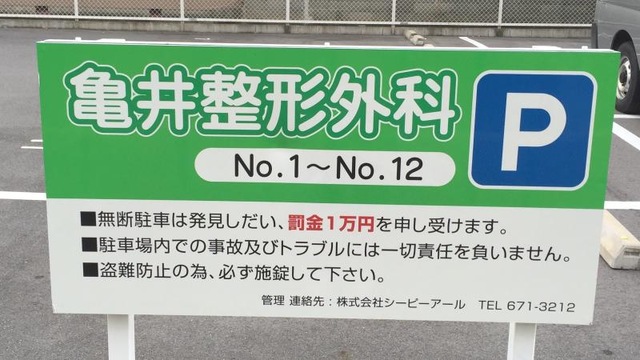 亀井整形外科
P
No.1〜No.12
■無断駐車は発見しだい、罰金1万円を申し受けます。
■駐車場内での事故及びトラブルには一切責任を負いません。
■盗難防止の為、必ず施錠して下さい。
管理 連絡先：株式会社シーピーアール TEL 671-3212